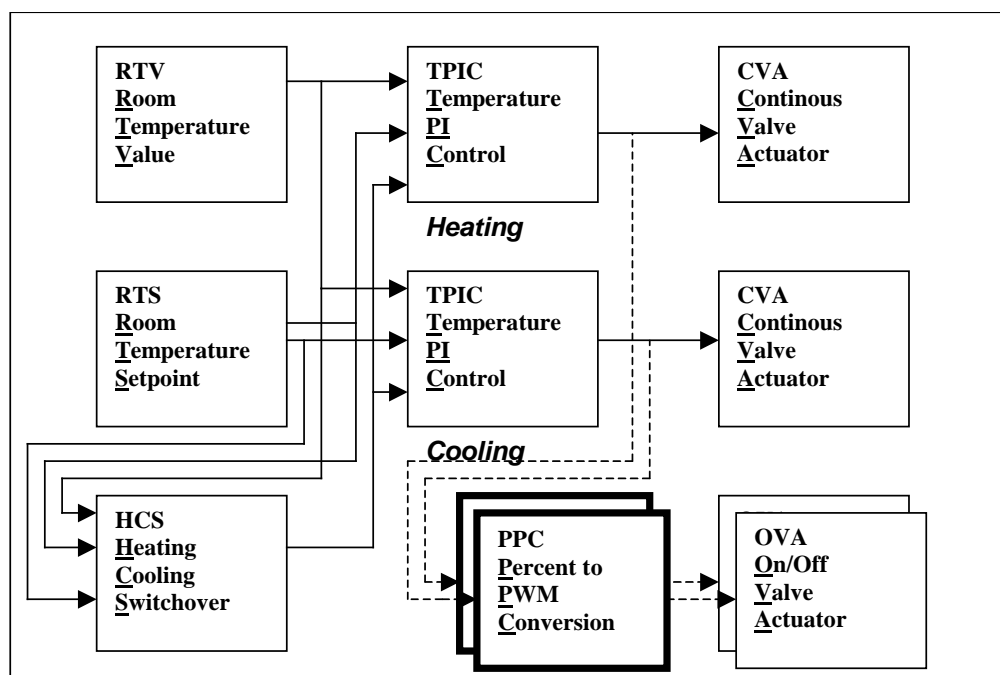 RTV
Room
Temperature
Value
TPIC
Temperature
PI
Control
CVA
Continous
Valve
Actuator
Heating
RTS
Room
Temperature
Setpoint
TPIC
Temperature
PI
Control
CVA
Continous
Valve
Actuator
Cooling
HCS
Heating
Cooling
Switchover
PPC
Percent to
PWM
Conversion
OVA
On/Off
Valve
Actuator